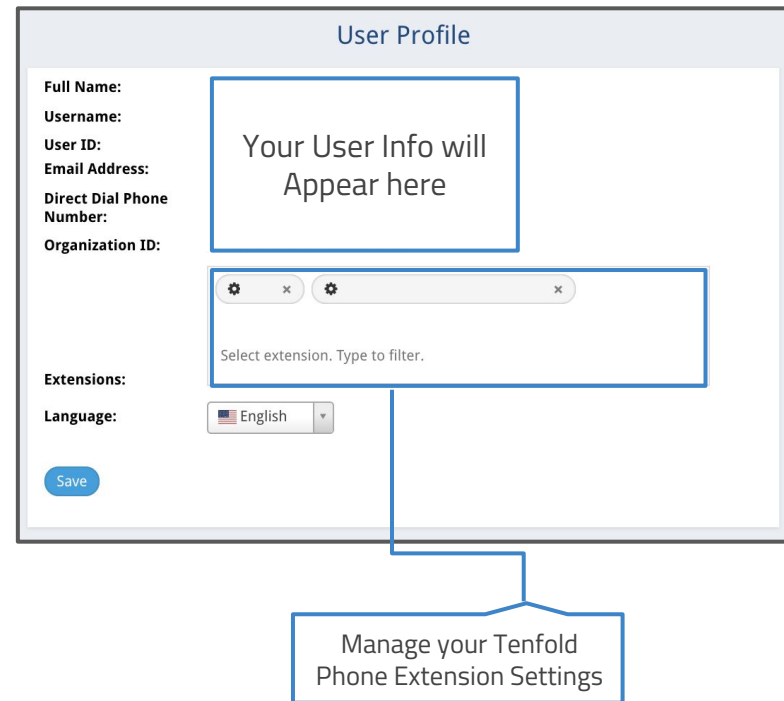 User Profile
Full Name:
Username:
User ID:
Email Address:
Direct Dial Phone
Number:
Organization ID:
Your User Info will
Appear here
Select extension. Type to filter.
Extensions:
Language:
English
Save
Manage your Tenfold
Phone Extension Settings